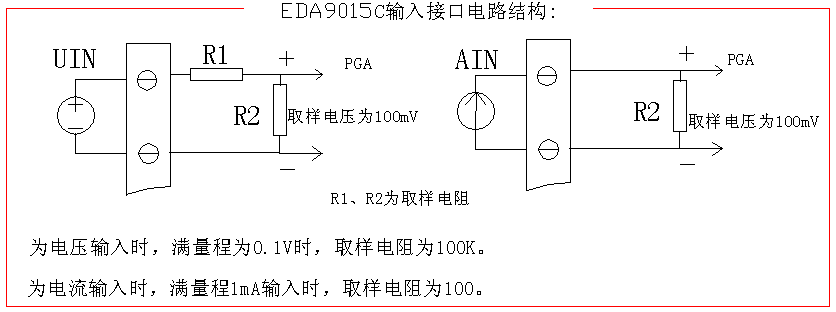 EDA9015C输入接口电路结构:
UIN
R1
+
PGA
R2
取样电压为100mV
-
AIN
+
PGA
R2
取样电压为100mV
-
R1、R2为取样电阻
为电压输入时，满量程为0.1V时，取样电阻为100K。
为电流输入时，满量程1mA输入时，取样电阻为100。